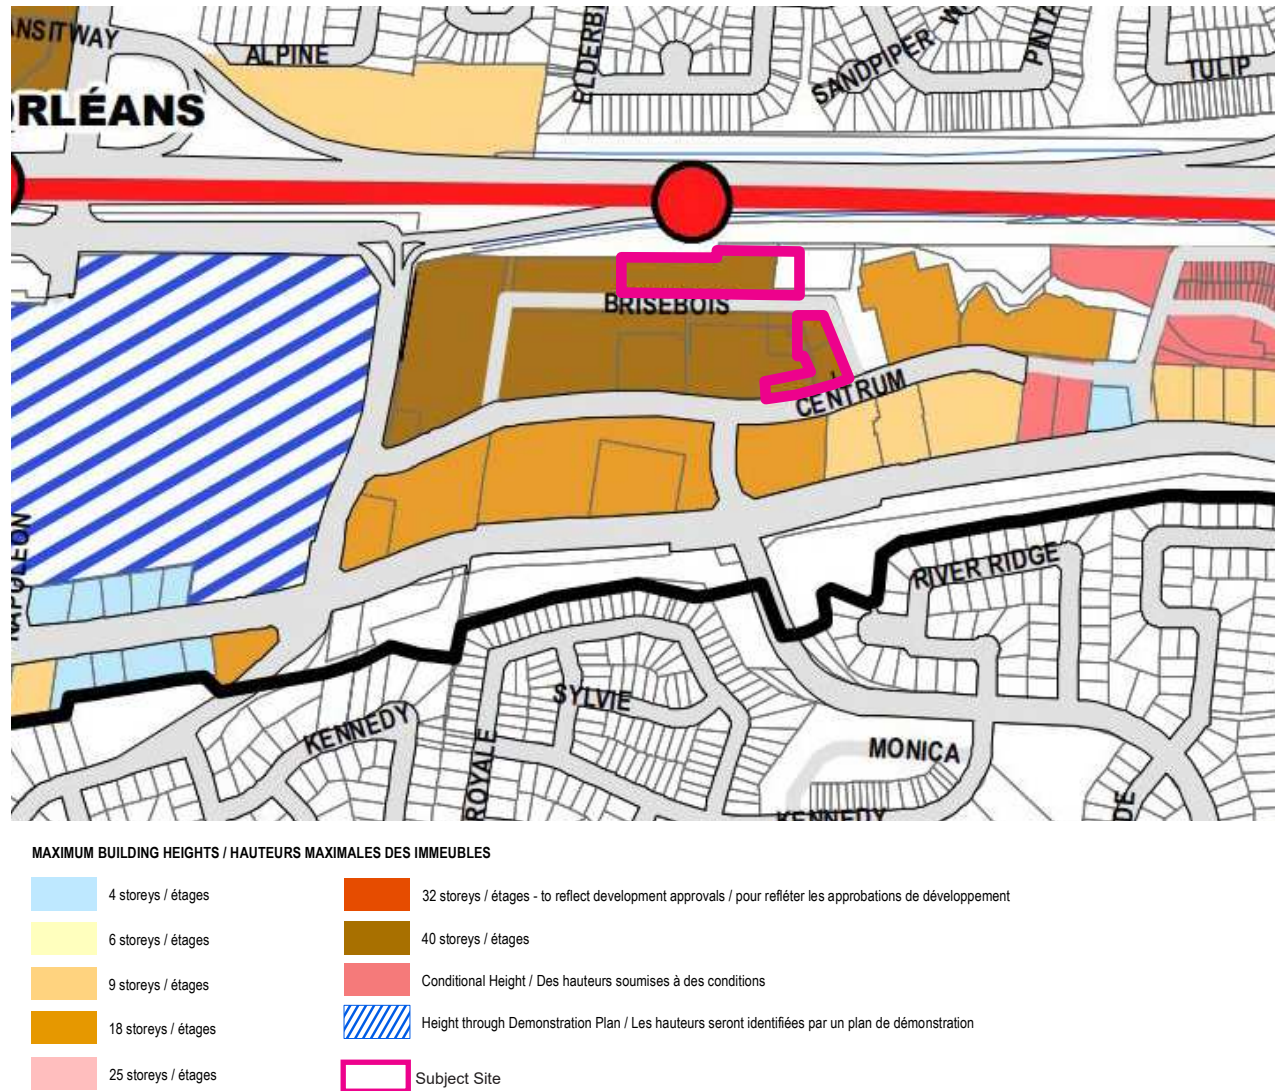 ANSITWAY
ALPINE
ELDERB
SANDPIPER
W
PINTA
TULIP
ORLÉANS
BRISEBOIS
CENTRUM
NAPOLEON
RIVER RIDGE
SYLVIE
KENNEDY
ROYALE
MONICA
KENNEDY
DE
MAXIMUM BUILDING HEIGHTS / HAUTEURS MAXIMALES DES IMMEUBLES
4 storeys / étages
6 storeys / étages
9 storeys / étages
18 storeys / étages
25 storeys / étages
32 storeys / étages - to reflect development approvals / pour refléter les approbations de développement
40 storeys / étages
Conditional Height / Des hauteurs soumises à des conditions
Height through Demonstration Plan / Les hauteurs seront identifiées par un plan de démonstration
Subject Site